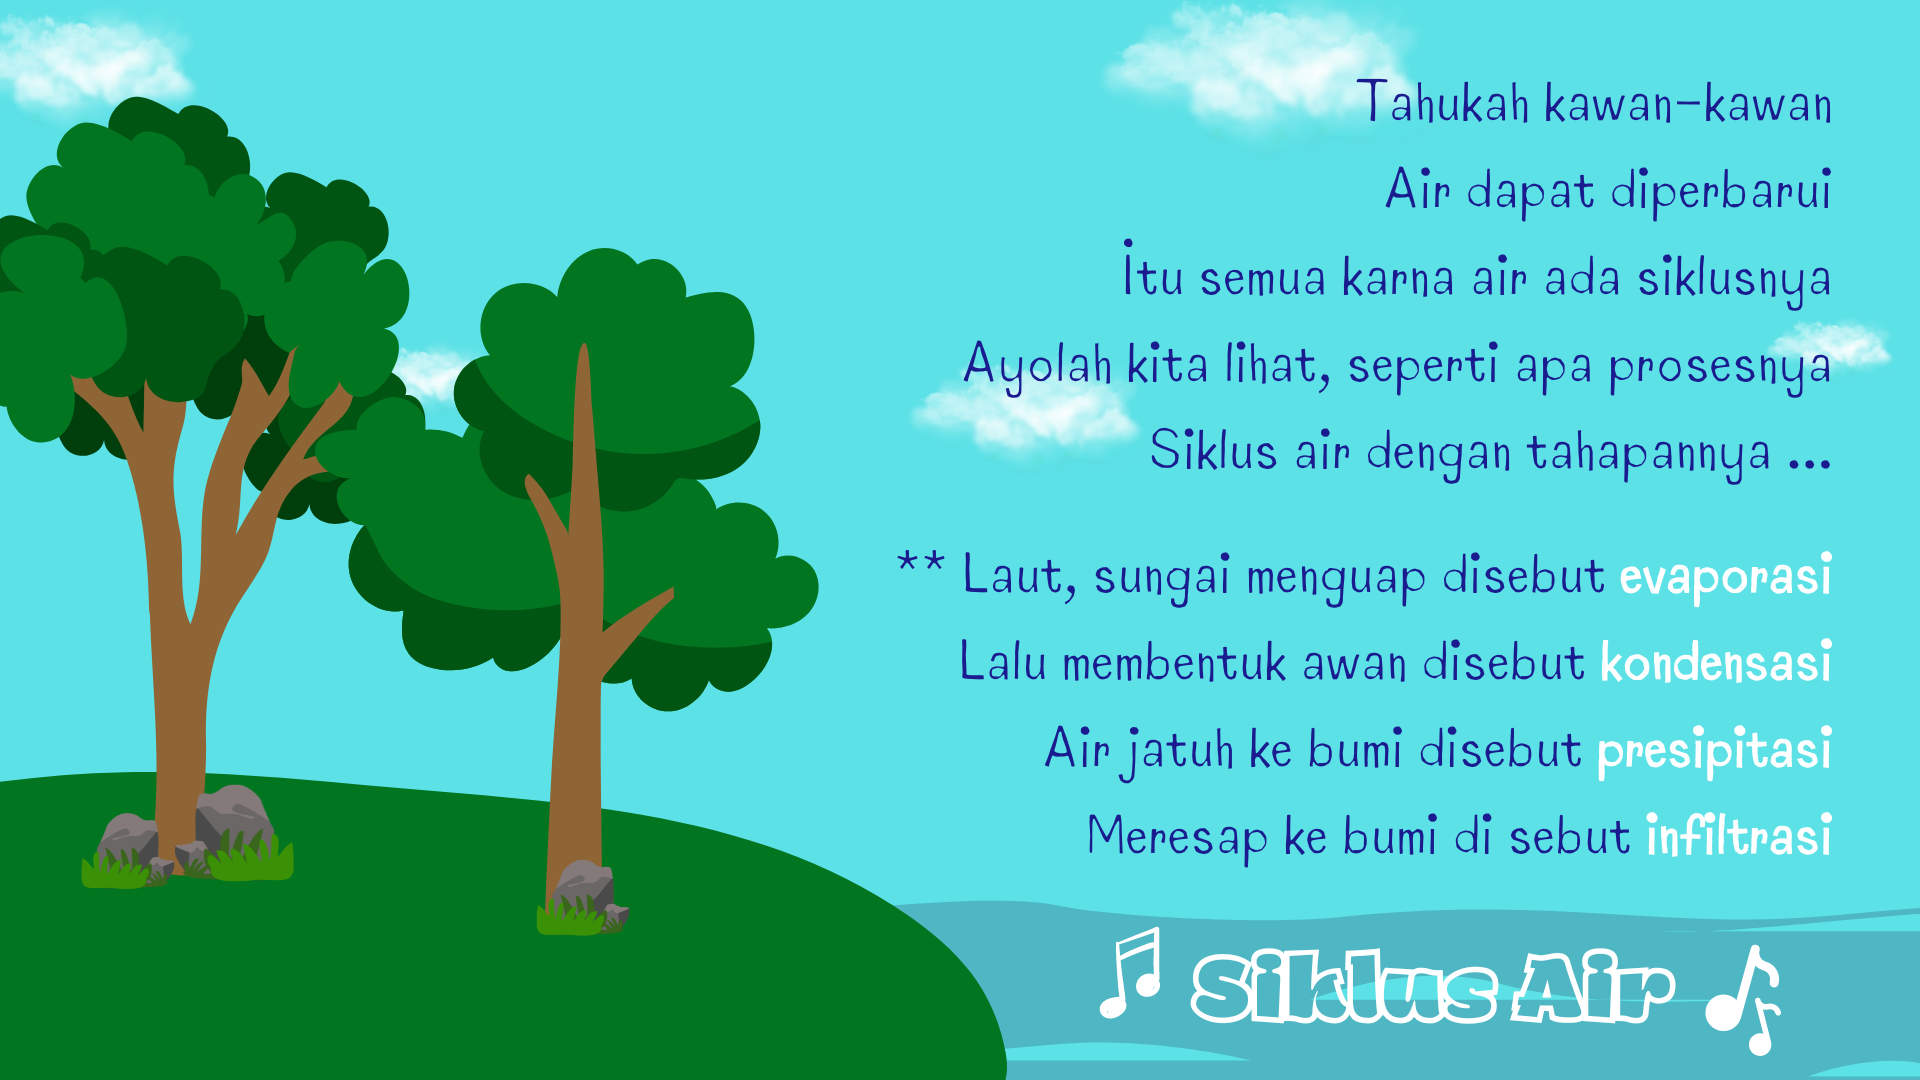 Tahukah kawan-kawan
Air dapat diperbarui
İtu semua karna air ada siklusnya
Ayolah kita lihat, seperti apa prosesnya
Siklus air dengan tahapannya ...
** Laut, sungai menguap disebut evaporasi
Lalu membentuk awan disebut kondensasi
Air jatuh ke bumi disebut presipitasi
Meresap ke bumi di sebut infiltrasi
Siklus Air